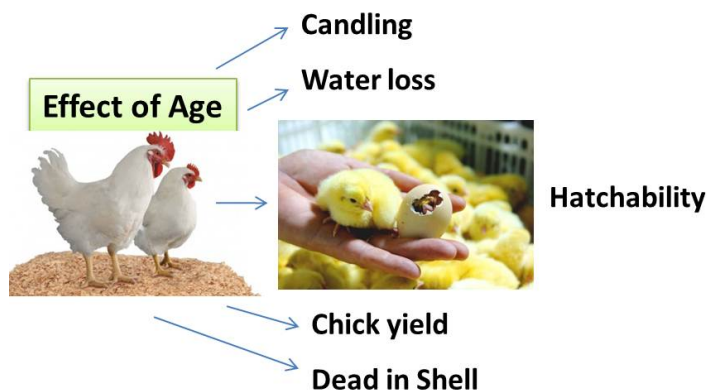 Candling
Water loss
Effect of Age
Hatchability
Chick yield
Dead in Shell